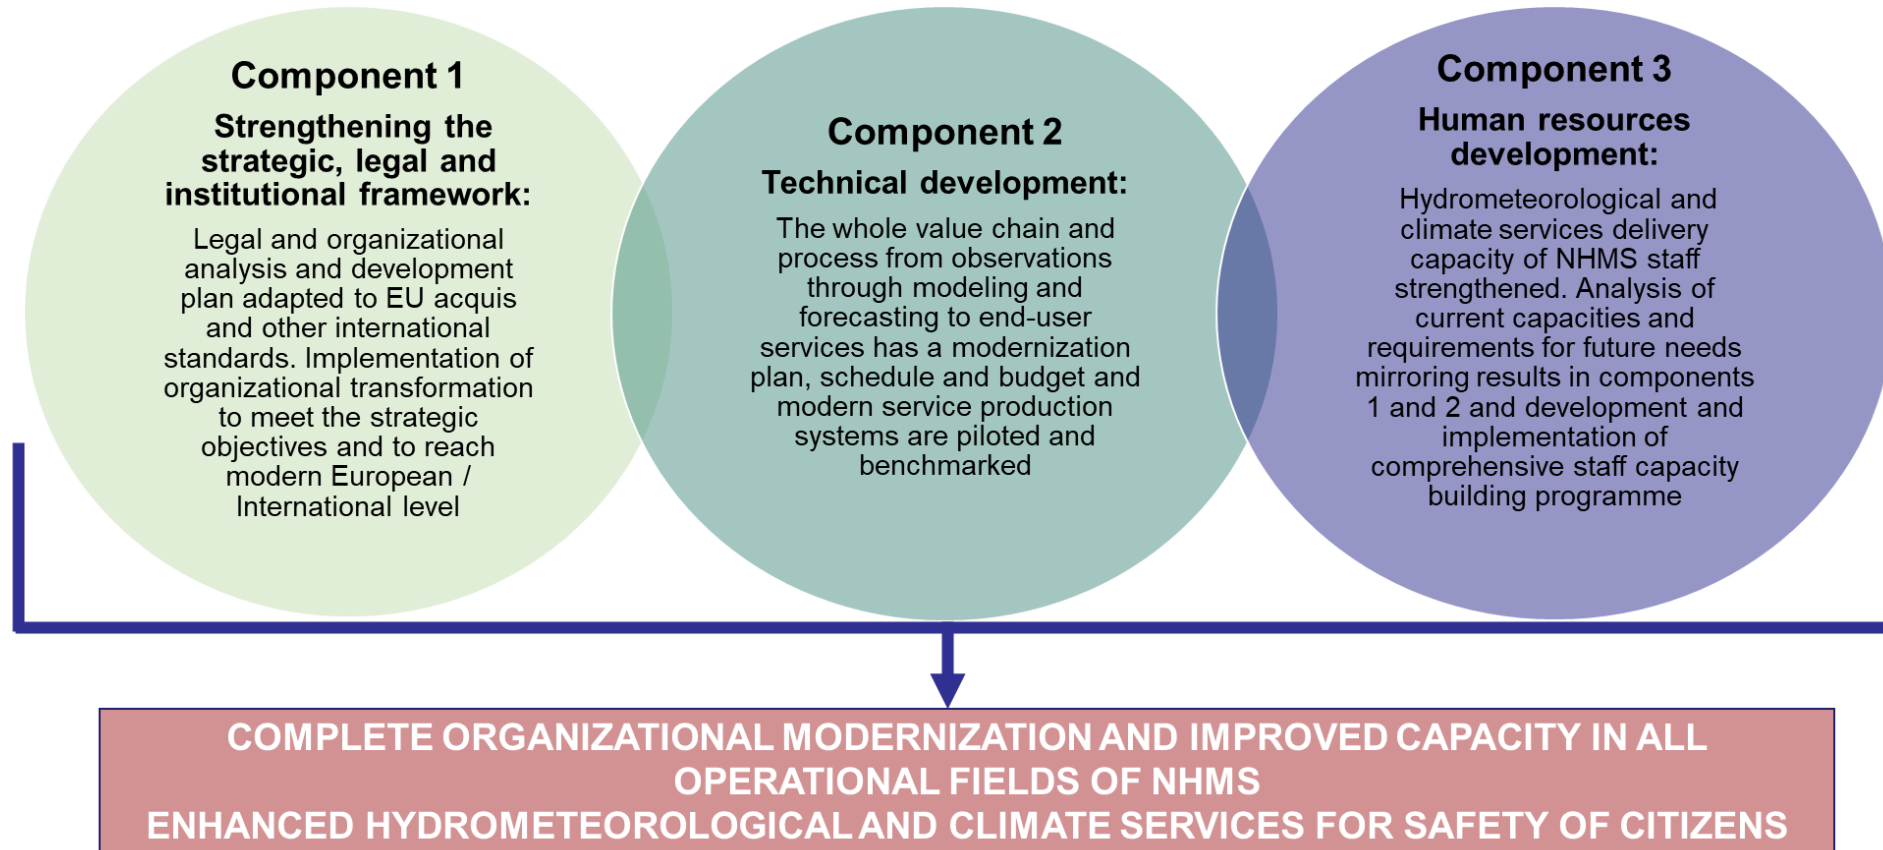 Component 1
Strengthening the
strategic, legal and
institutional framework:
Legal and organizational
analysis and development
plan adapted to EU acquis
and other international
standards. Implementation of
organizational transformation
to meet the strategic
objectives and to reach
modern European /
International level
Component 2
Technical development:
The whole value chain and
process from observations
through modeling and
forecasting to end-user
services has a modernization
plan, schedule and budget and
modern service production
systems are piloted and
benchmarked
Component 3
Human resources
development:
Hydrometeorological and
climate services delivery
capacity of NHMS staff
strengthened. Analysis of
current capacities and
requirements for future needs
mirroring results in components
1 and 2 and development and
implementation of
comprehensive staff capacity
building programme
COMPLETE ORGANIZATIONAL MODERNIZATION AND IMPROVED CAPACITY IN ALL
OPERATIONAL FIELDS OF NHMS
ENHANCED HYDROMETEOROLOGICAL AND CLIMATE SERVICES FOR SAFETY OF CITIZENS